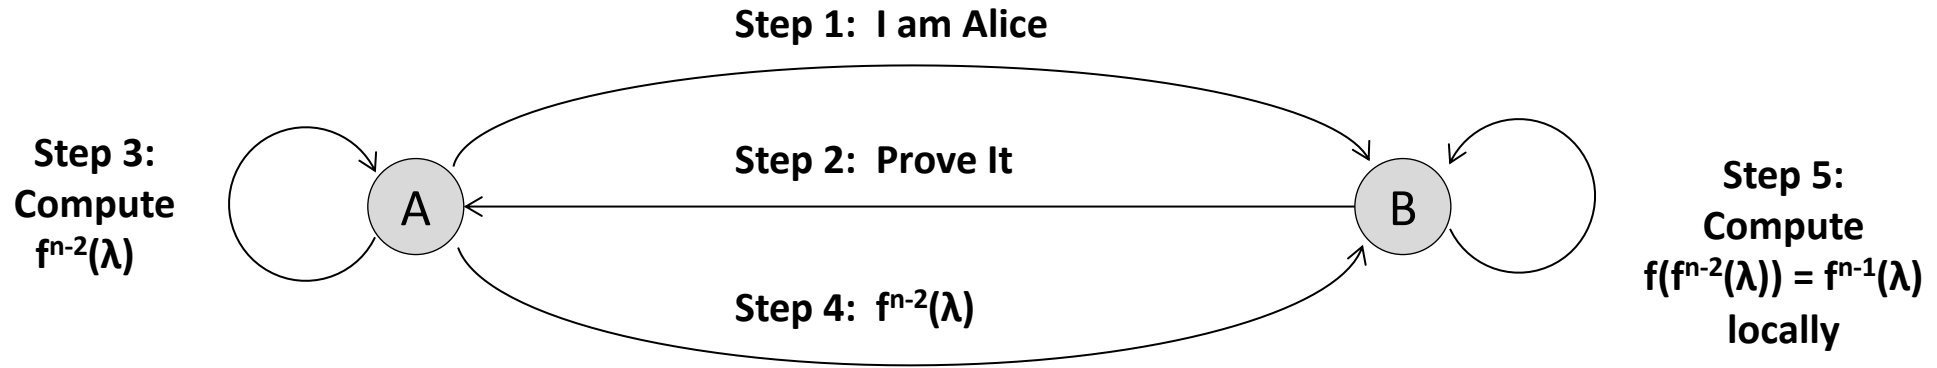 Step 1: I am Alice
Step 2: Prove It
Step 3:
Compute
fⁿ⁻²(λ)
A
B
Step 4: fⁿ⁻²(λ)
Step 5:
Compute
f(fⁿ⁻²(λ)) = fⁿ⁻¹(λ)
locally